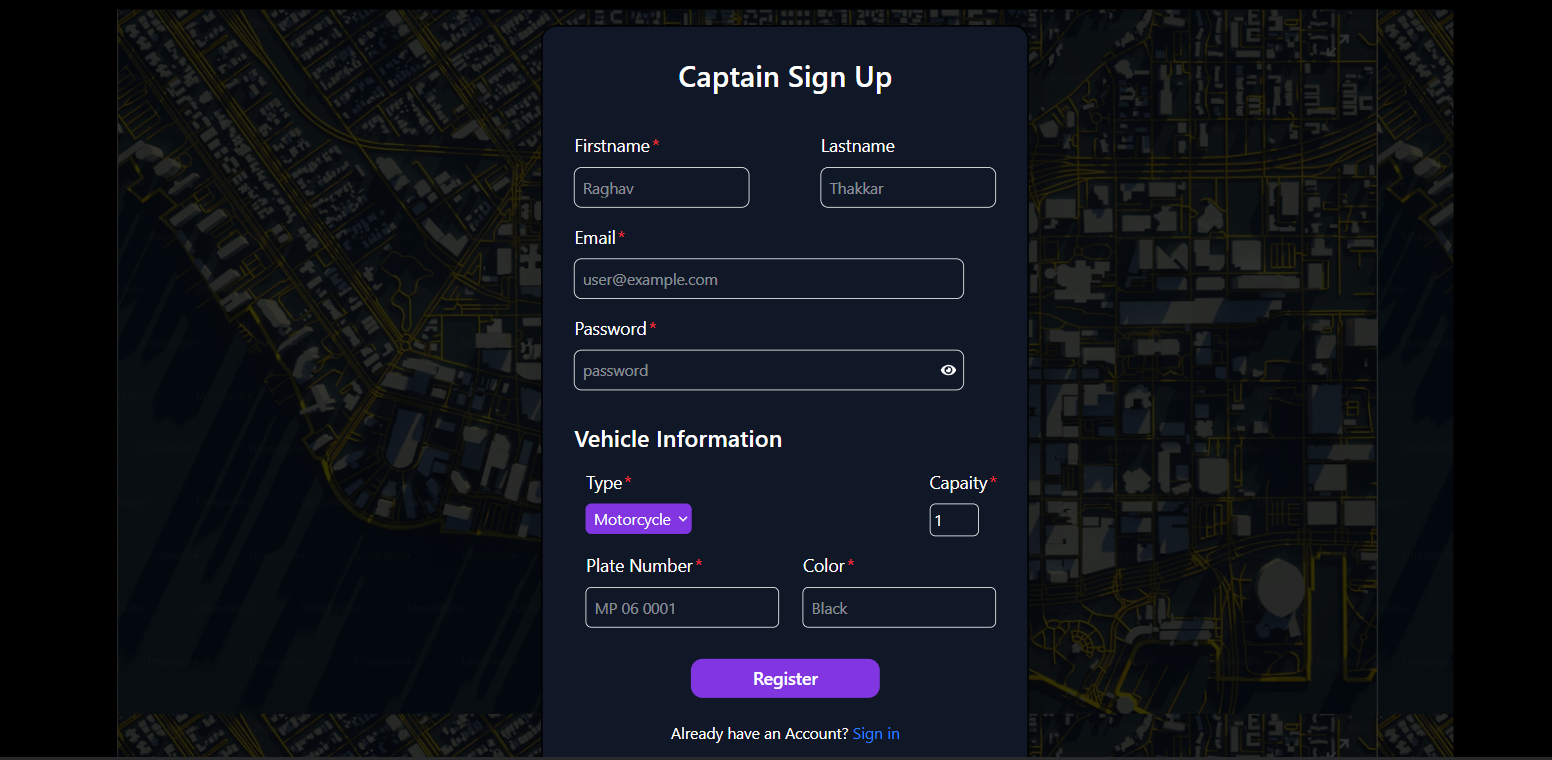 Captain Sign Up
Firstname* Lastname
Raghav Thakkar
Email*
user@example.com
Password*
password
Vehicle Information
Type* Capaity*
Motorcycle 1
Plate Number* Color*
MP 06 0001 Black
Register
Already have an Account? Sign in